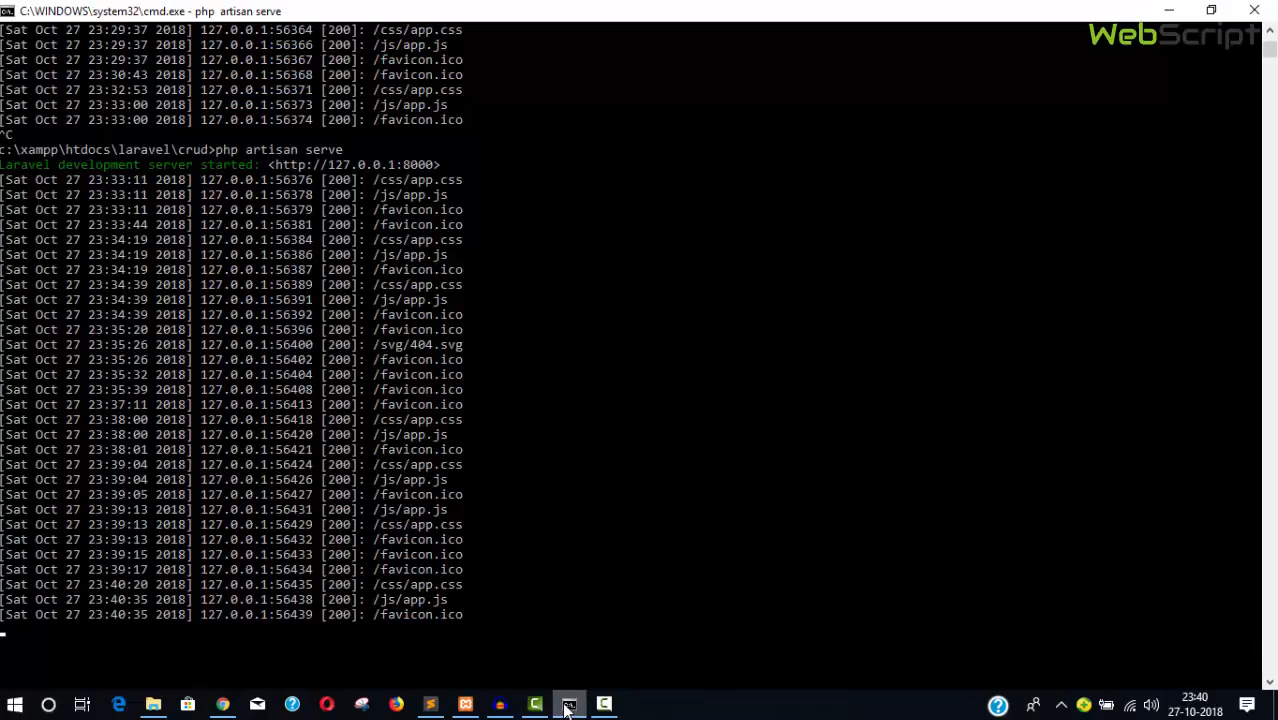 C:\WINDOWS\system32\cmd.exe - php  artisan serve
WebScript
[Sat Oct 27 23:29:37 2018] 127.0.0.1:56364 [200]: /css/app.css
[Sat Oct 27 23:29:37 2018] 127.0.0.1:56366 [200]: /js/app.js
[Sat Oct 27 23:29:37 2018] 127.0.0.1:56367 [200]: /favicon.ico
[Sat Oct 27 23:30:43 2018] 127.0.0.1:56368 [200]: /favicon.ico
[Sat Oct 27 23:32:53 2018] 127.0.0.1:56371 [200]: /css/app.css
[Sat Oct 27 23:33:00 2018] 127.0.0.1:56373 [200]: /js/app.js
[Sat Oct 27 23:33:00 2018] 127.0.0.1:56374 [200]: /favicon.ico
^C
c:\xampp\htdocs\laravel\crud>php artisan serve
Laravel development server started: <http://127.0.0.1:8000>
[Sat Oct 27 23:33:11 2018] 127.0.0.1:56376 [200]: /css/app.css
[Sat Oct 27 23:33:11 2018] 127.0.0.1:56378 [200]: /js/app.js
[Sat Oct 27 23:33:11 2018] 127.0.0.1:56379 [200]: /favicon.ico
[Sat Oct 27 23:33:44 2018] 127.0.0.1:56381 [200]: /favicon.ico
[Sat Oct 27 23:34:19 2018] 127.0.0.1:56384 [200]: /css/app.css
[Sat Oct 27 23:34:19 2018] 127.0.0.1:56386 [200]: /js/app.js
[Sat Oct 27 23:34:19 2018] 127.0.0.1:56387 [200]: /favicon.ico
[Sat Oct 27 23:34:39 2018] 127.0.0.1:56389 [200]: /css/app.css
[Sat Oct 27 23:34:39 2018] 127.0.0.1:56391 [200]: /js/app.js
[Sat Oct 27 23:34:39 2018] 127.0.0.1:56392 [200]: /favicon.ico
[Sat Oct 27 23:35:20 2018] 127.0.0.1:56396 [200]: /favicon.ico
[Sat Oct 27 23:35:26 2018] 127.0.0.1:56400 [200]: /svg/404.svg
[Sat Oct 27 23:35:26 2018] 127.0.0.1:56402 [200]: /favicon.ico
[Sat Oct 27 23:35:32 2018] 127.0.0.1:56404 [200]: /favicon.ico
[Sat Oct 27 23:35:39 2018] 127.0.0.1:56408 [200]: /favicon.ico
[Sat Oct 27 23:37:11 2018] 127.0.0.1:56413 [200]: /favicon.ico
[Sat Oct 27 23:38:00 2018] 127.0.0.1:56418 [200]: /css/app.css
[Sat Oct 27 23:38:00 2018] 127.0.0.1:56420 [200]: /js/app.js
[Sat Oct 27 23:38:01 2018] 127.0.0.1:56421 [200]: /favicon.ico
[Sat Oct 27 23:39:04 2018] 127.0.0.1:56424 [200]: /css/app.css
[Sat Oct 27 23:39:04 2018] 127.0.0.1:56426 [200]: /js/app.js
[Sat Oct 27 23:39:05 2018] 127.0.0.1:56427 [200]: /favicon.ico
[Sat Oct 27 23:39:13 2018] 127.0.0.1:56431 [200]: /js/app.js
[Sat Oct 27 23:39:13 2018] 127.0.0.1:56429 [200]: /css/app.css
[Sat Oct 27 23:39:13 2018] 127.0.0.1:56432 [200]: /favicon.ico
[Sat Oct 27 23:39:15 2018] 127.0.0.1:56433 [200]: /favicon.ico
[Sat Oct 27 23:39:17 2018] 127.0.0.1:56434 [200]: /favicon.ico
[Sat Oct 27 23:40:20 2018] 127.0.0.1:56435 [200]: /css/app.css
[Sat Oct 27 23:40:35 2018] 127.0.0.1:56438 [200]: /js/app.js
[Sat Oct 27 23:40:35 2018] 127.0.0.1:56439 [200]: /favicon.ico
23:40
27-10-2018